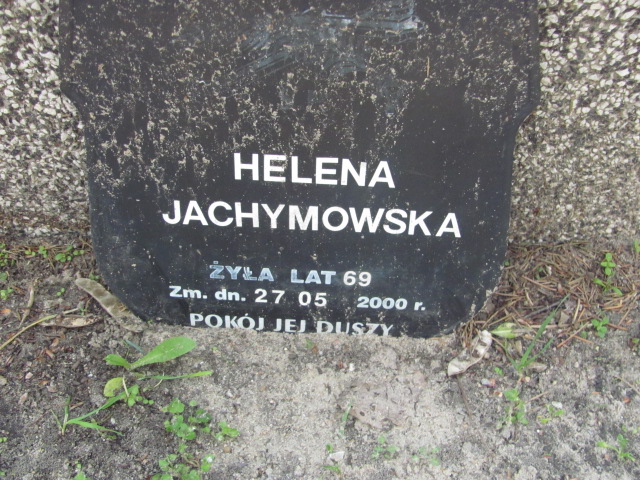 HELENA
JACHYMOWSKA
ŻYŁA LAT 69
Zm. dn. 27 05 2000 r.
POKÓJ JEJ DUSZY